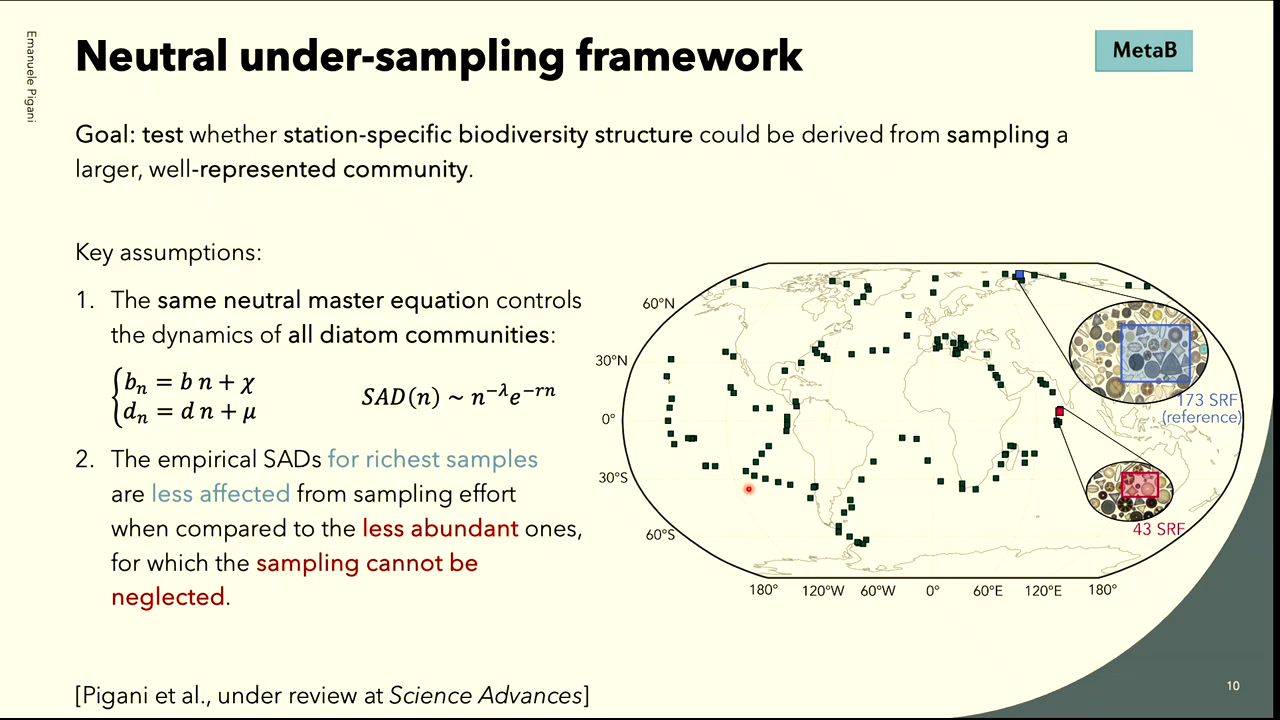 Emanuele Pigani
Neutral under-sampling framework
MetaB
Goal: test whether station-specific biodiversity structure could be derived from sampling a
larger, well-represented community.
Key assumptions:
1. The same neutral master equation controls
the dynamics of all diatom communities:
bₙ = b n + χ
dₙ = d n + μ
SAD(n) ~ n^−λ e^−rn
2. The empirical SADs for richest samples
are less affected from sampling effort
when compared to the less abundant ones,
for which the sampling cannot be
neglected.
60°N
30°N
0°
30°S
60°S
180° 120°W 60°W 0° 60°E 120°E 180°
173 SRF
(reference)
43 SRF
[Pigani et al., under review at Science Advances]
10